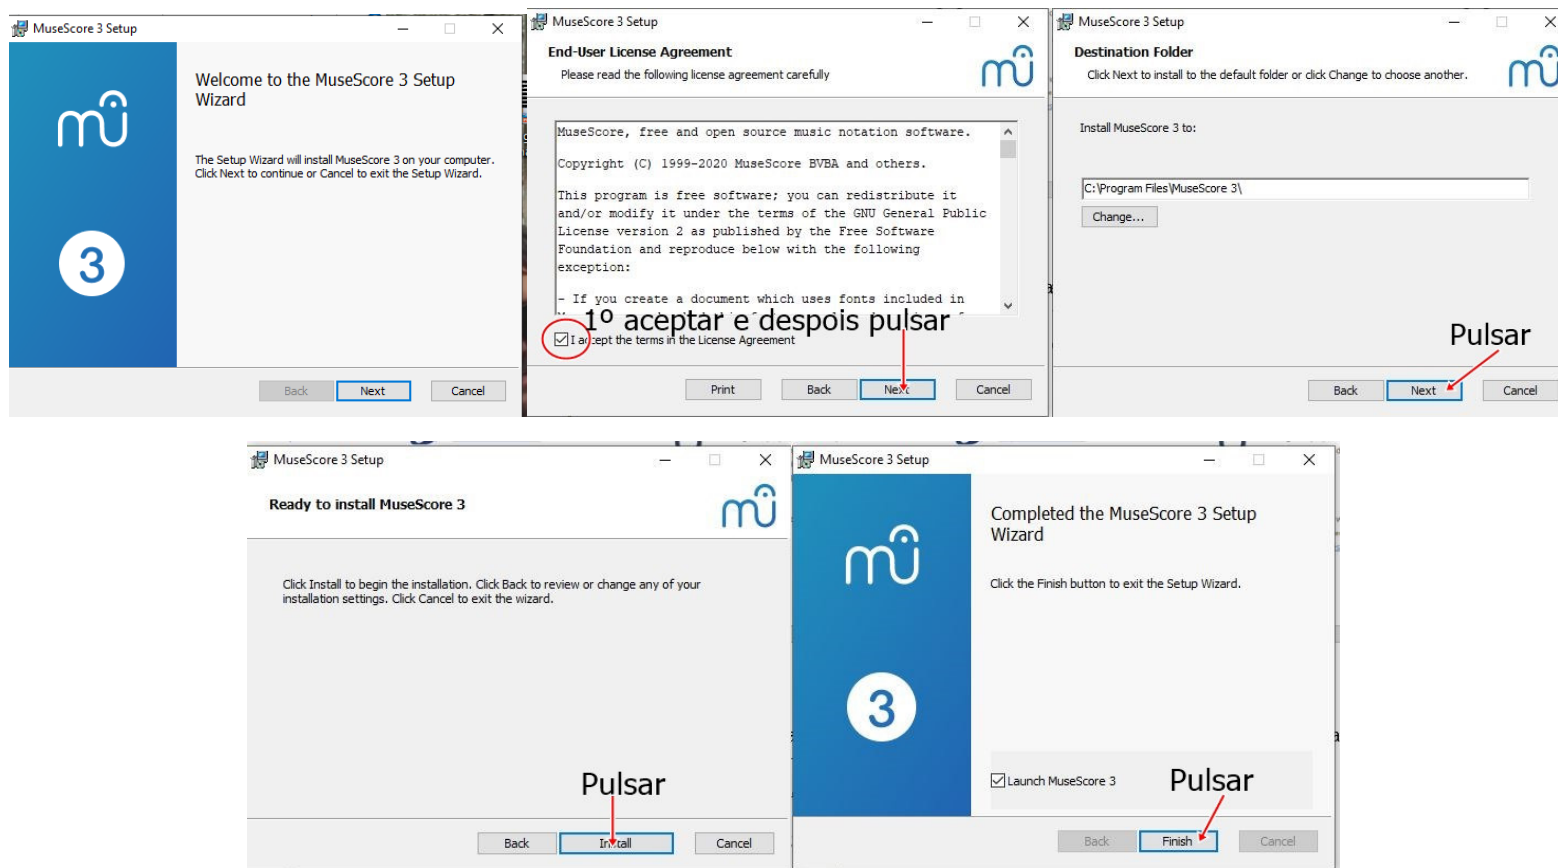 MuseScore 3 Setup
Welcome to the MuseScore 3 Setup
Wizard
The Setup Wizard will install MuseScore 3 on your computer.
Click Next to continue or Cancel to exit the Setup Wizard.
3
Back Next Cancel
MuseScore 3 Setup
End-User License Agreement
Please read the following license agreement carefully
MuseScore, free and open source music notation software.
Copyright (C) 1999-2020 MuseScore BVBA and others.
This program is free software; you can redistribute it
and/or modify it under the terms of the GNU General Public
License version 2 as published by the Free Software
Foundation and reproduce below with the following
exception:
- If you create a document which uses fonts included in
1º aceptar e despois pulsar
I accept the terms in the License Agreement
Print Back Next Cancel
MuseScore 3 Setup
Destination Folder
Click Next to install to the default folder or click Change to choose another.
Install MuseScore 3 to:
C:\Program Files\MuseScore 3\
Change...
Pulsar
Back Next Cancel
MuseScore 3 Setup
Ready to install MuseScore 3
Click Install to begin the installation. Click Back to review or change any of your
installation settings. Click Cancel to exit the wizard.
Pulsar
Back Install Cancel
MuseScore 3 Setup
Completed the MuseScore 3 Setup
Wizard
Click the Finish button to exit the Setup Wizard.
3
Launch MuseScore 3
Pulsar
Back Finish Cancel